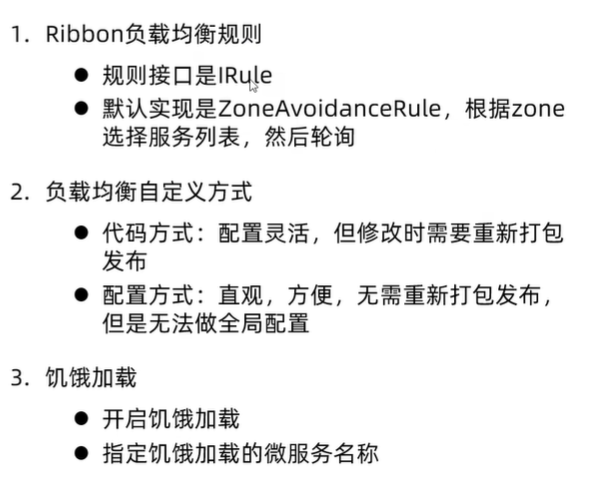 1. Ribbon负载均衡规则
● 规则接口是IRule
● 默认实现是ZoneAvoidanceRule，根据zone
选择服务列表，然后轮询
2. 负载均衡自定义方式
● 代码方式：配置灵活，但修改时需要重新打包
发布
● 配置方式：直观，方便，无需重新打包发布，
但是无法做全局配置
3. 饥饿加载
● 开启饥饿加载
● 指定饥饿加载的微服务名称